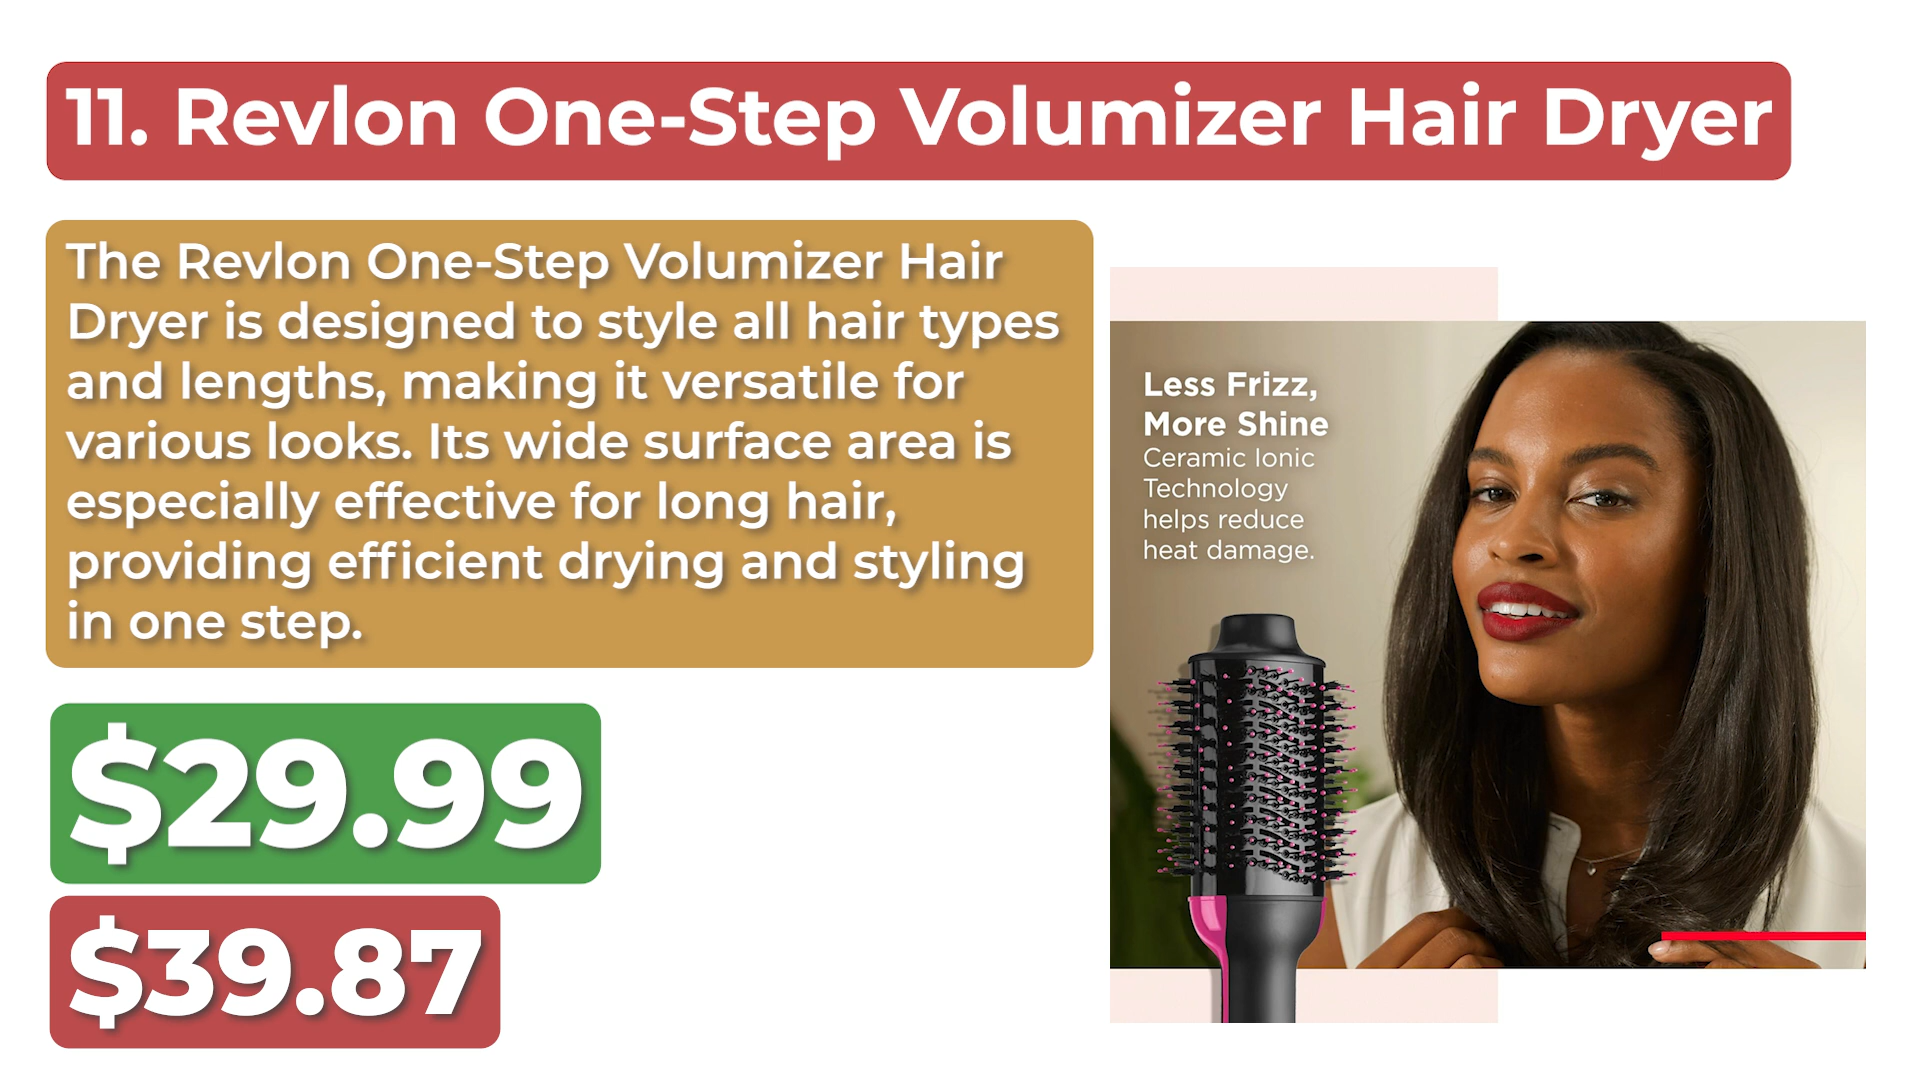 11. Revlon One-Step Volumizer Hair Dryer
The Revlon One-Step Volumizer Hair
Dryer is designed to style all hair types
and lengths, making it versatile for
various looks. Its wide surface area is
especially effective for long hair,
providing efficient drying and styling
in one step.
$29.99
$39.87
Less Frizz,
More Shine
Ceramic Ionic
Technology
helps reduce
heat damage.